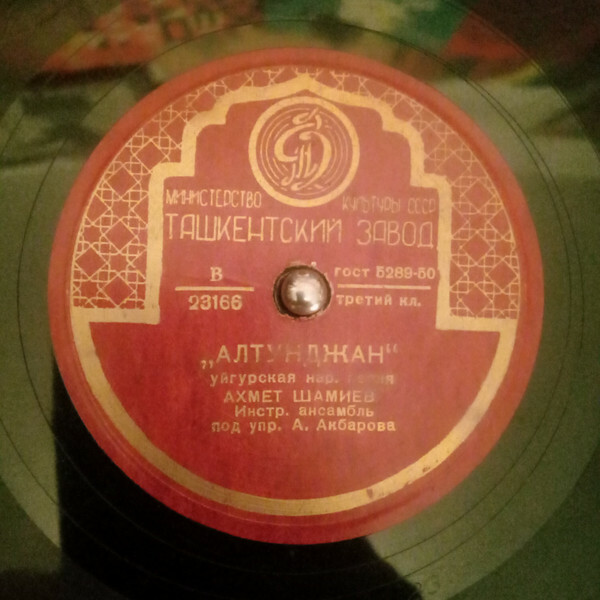 МИНИСТЕРСТВО КУЛЬТУРЫ СССР
ТАШКЕНТСКИЙ ЗАВОД
В ГОСТ 5289-50
23166 ТРЕТИЙ КЛ.
„АЛТУНДЖАН“
уйгурская нар. песня
АХМЕТ ШАМИЕВ
Инстр. ансамбль
под упр. А. Акбарова